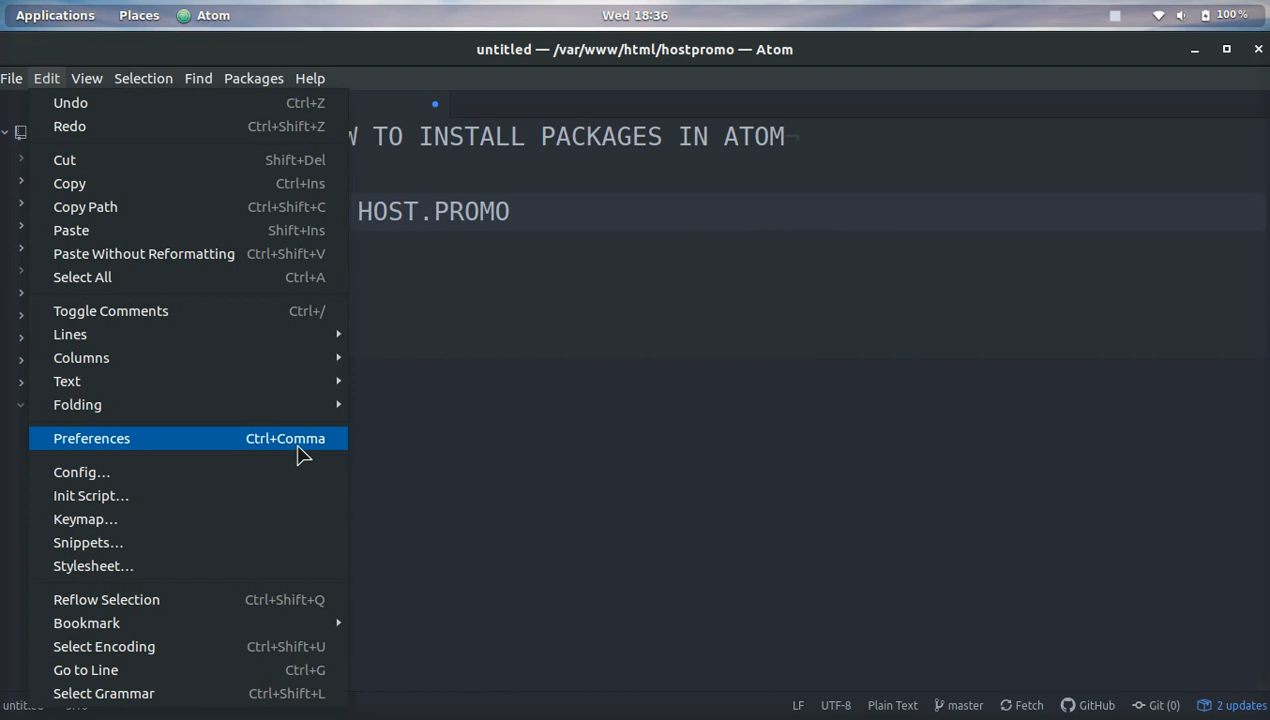 Applications Places Atom Wed 18:36 100%
untitled — /var/www/html/hostpromo — Atom
File Edit View Selection Find Packages Help
Undo Ctrl+Z
Redo Ctrl+Shift+Z
W TO INSTALL PACKAGES IN ATOM¬
Cut Shift+Del
Copy Ctrl+Ins
Copy Path Ctrl+Shift+C
HOST.PROMO
Paste Shift+Ins
Paste Without Reformatting Ctrl+Shift+V
Select All Ctrl+A
Toggle Comments Ctrl+/
Lines
Columns
Text
Folding
Preferences Ctrl+Comma
Config...
Init Script...
Keymap...
Snippets...
Stylesheet...
Reflow Selection Ctrl+Shift+Q
Bookmark
Select Encoding Ctrl+Shift+U
Go to Line Ctrl+G
Select Grammar Ctrl+Shift+L
LF UTF-8 Plain Text master Fetch GitHub Git (0) 2 updates